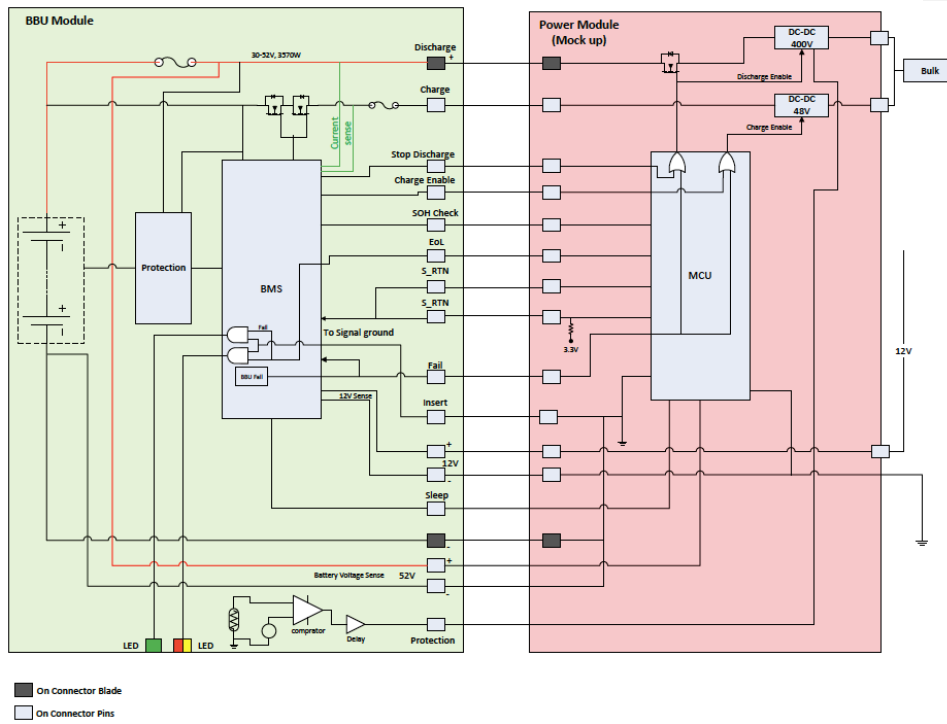 BBU Module
Power Module
(Mock up)
DC-DC
400V
Bulk
30-52V, 3570W
Discharge
+
Discharge Enable
Charge
DC-DC
48V
Charge Enable
Current
sense
Stop Discharge
Charge Enable
SOH Check
EoL
S_RTN
S_RTN
+
+
Protection
BMS
MCU
To Signal ground
3.3V
12V
Fail
BBU Fail
Fail
12V Sense
Insert
+
12V
-
Sleep
-
+
Battery Voltage Sense
52V
-
comprator
Delay
Protection
LED
LED
On Connector Blade
On Connector Pins